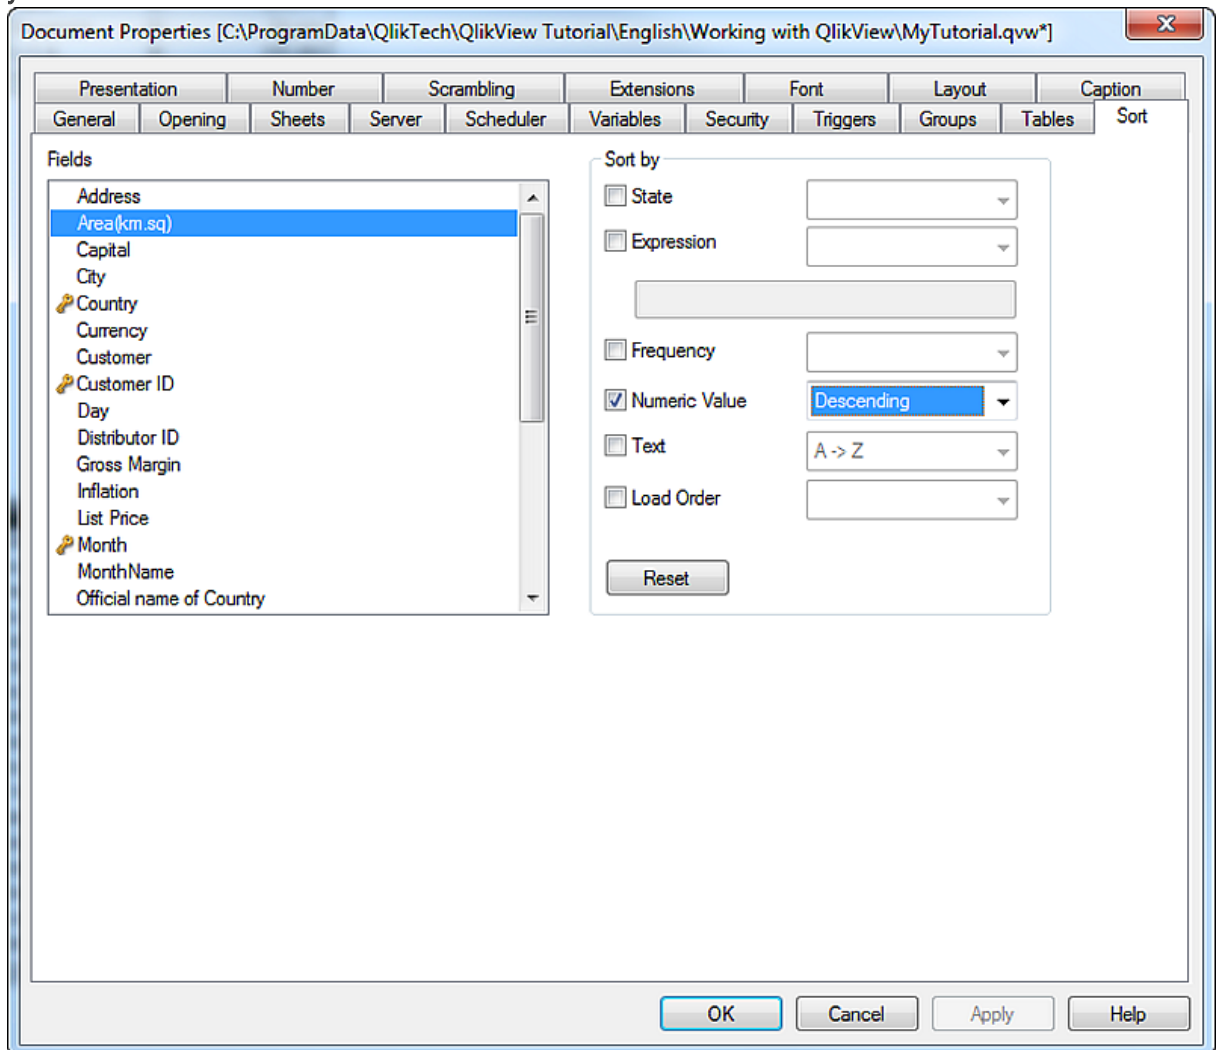 Document Properties [C:\ProgramData\QlikTech\QlikView Tutorial\English\Working with QlikView\MyTutorial.qvw*]
Presentation Number Scrambling Extensions Font Layout Caption
General Opening Sheets Server Scheduler Variables Security Triggers Groups Tables Sort
Fields
Address
Area(km.sq)
Capital
City
Country
Currency
Customer
Customer ID
Day
Distributor ID
Gross Margin
Inflation
List Price
Month
MonthName
Official name of Country
Sort by
State
Expression
Frequency
Numeric Value Descending
Text A -> Z
Load Order
Reset
OK Cancel Apply Help